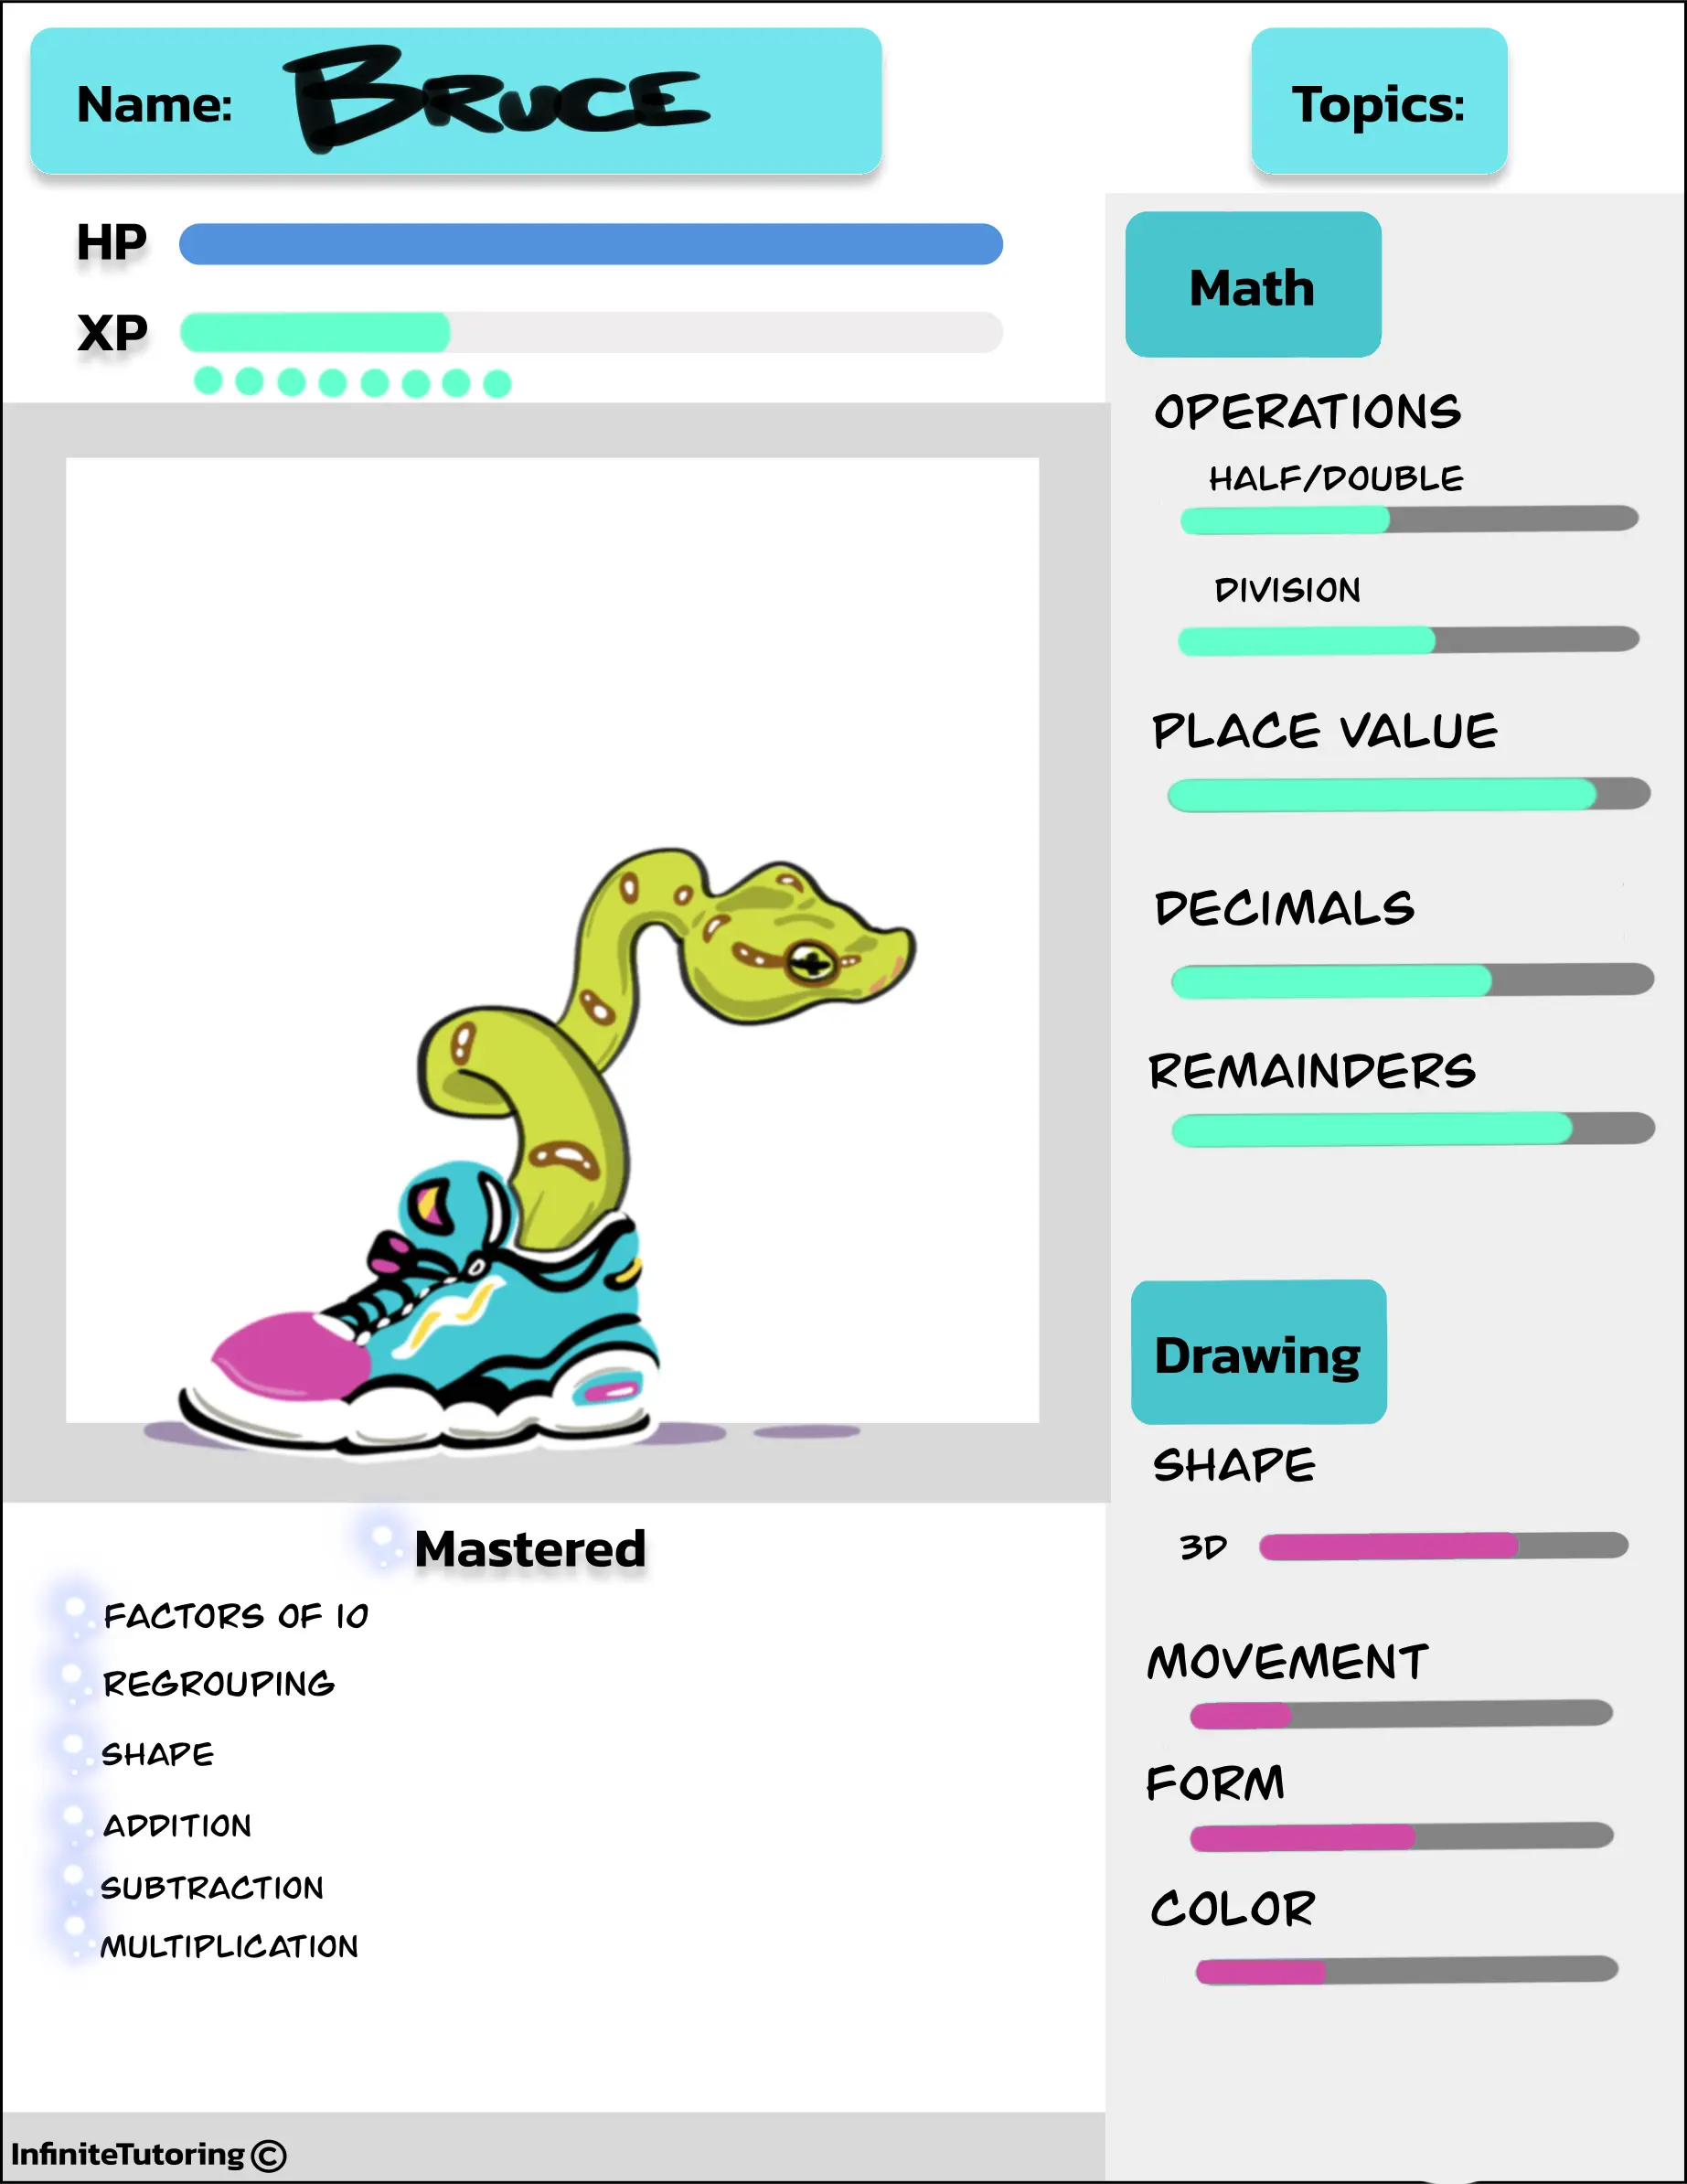 Name: BRUCE
HP
XP
Topics:
Math
OPERATIONS
HALF/DOUBLE
DIVISION
PLACE VALUE
DECIMALS
REMAINDERS
Drawing
SHAPE
3D
MOVEMENT
FORM
COLOR
Mastered
FACTORS OF 10
REGROUPING
SHAPE
ADDITION
SUBTRACTION
MULTIPLICATION
InfiniteTutoring ©